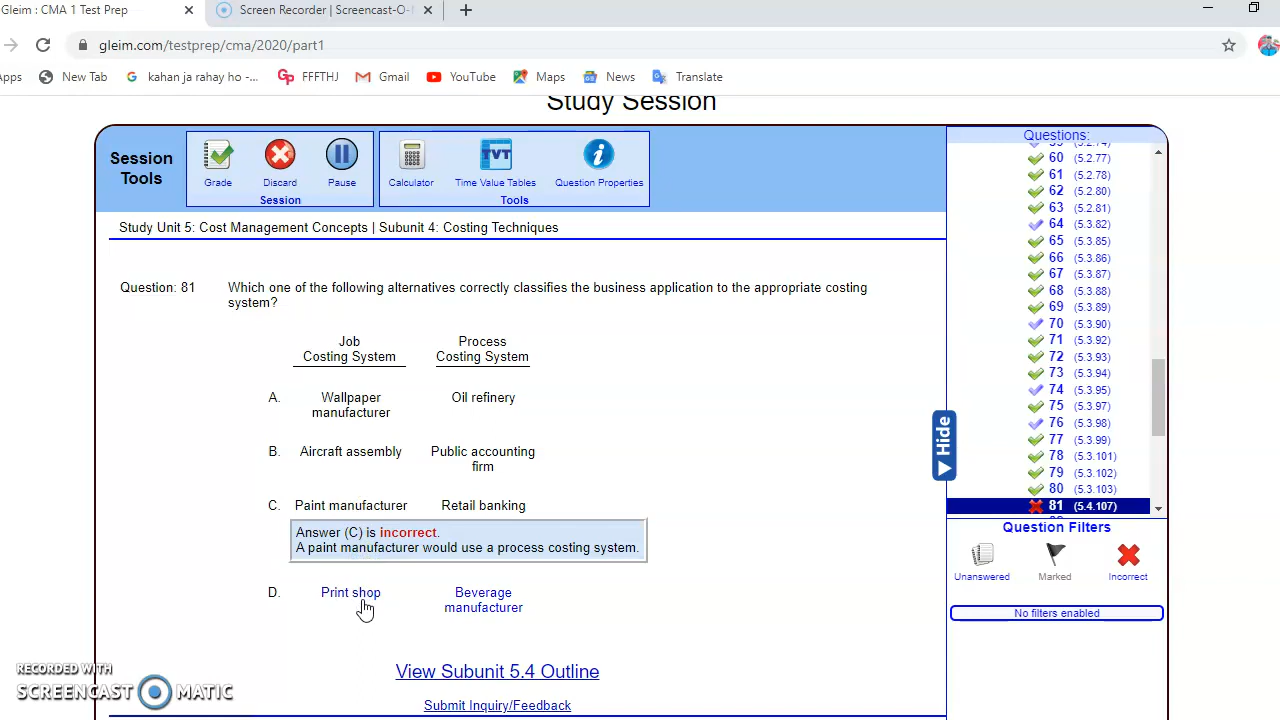 Gleim : CMA 1 Test Prep
Screen Recorder | Screencast-O-
gleim.com/testprep/cma/2020/part1
pps New Tab kahan ja rahay ho -... FFFTHJ Gmail YouTube Maps News Translate
Study Session
Session Tools
Grade Discard Pause
Session
Calculator Time Value Tables Question Properties
Tools
TVT
Questions:
60 (5.2.77)
61 (5.2.78)
62 (5.2.80)
63 (5.2.81)
64 (5.3.82)
65 (5.3.85)
66 (5.3.86)
67 (5.3.87)
68 (5.3.88)
69 (5.3.89)
70 (5.3.90)
71 (5.3.92)
72 (5.3.93)
73 (5.3.94)
74 (5.3.95)
75 (5.3.97)
76 (5.3.98)
77 (5.3.99)
78 (5.3.101)
79 (5.3.102)
80 (5.3.103)
81 (5.4.107)
Hide
Question Filters
Unanswered Marked Incorrect
No filters enabled
Study Unit 5: Cost Management Concepts | Subunit 4: Costing Techniques
Question: 81 Which one of the following alternatives correctly classifies the business application to the appropriate costing
system?
Job Process
Costing System Costing System
A. Wallpaper Oil refinery
manufacturer
B. Aircraft assembly Public accounting
firm
C. Paint manufacturer Retail banking
Answer (C) is incorrect.
A paint manufacturer would use a process costing system.
D. Print shop Beverage
manufacturer
View Subunit 5.4 Outline
Submit Inquiry/Feedback
RECORDED WITH
SCREENCAST MATIC